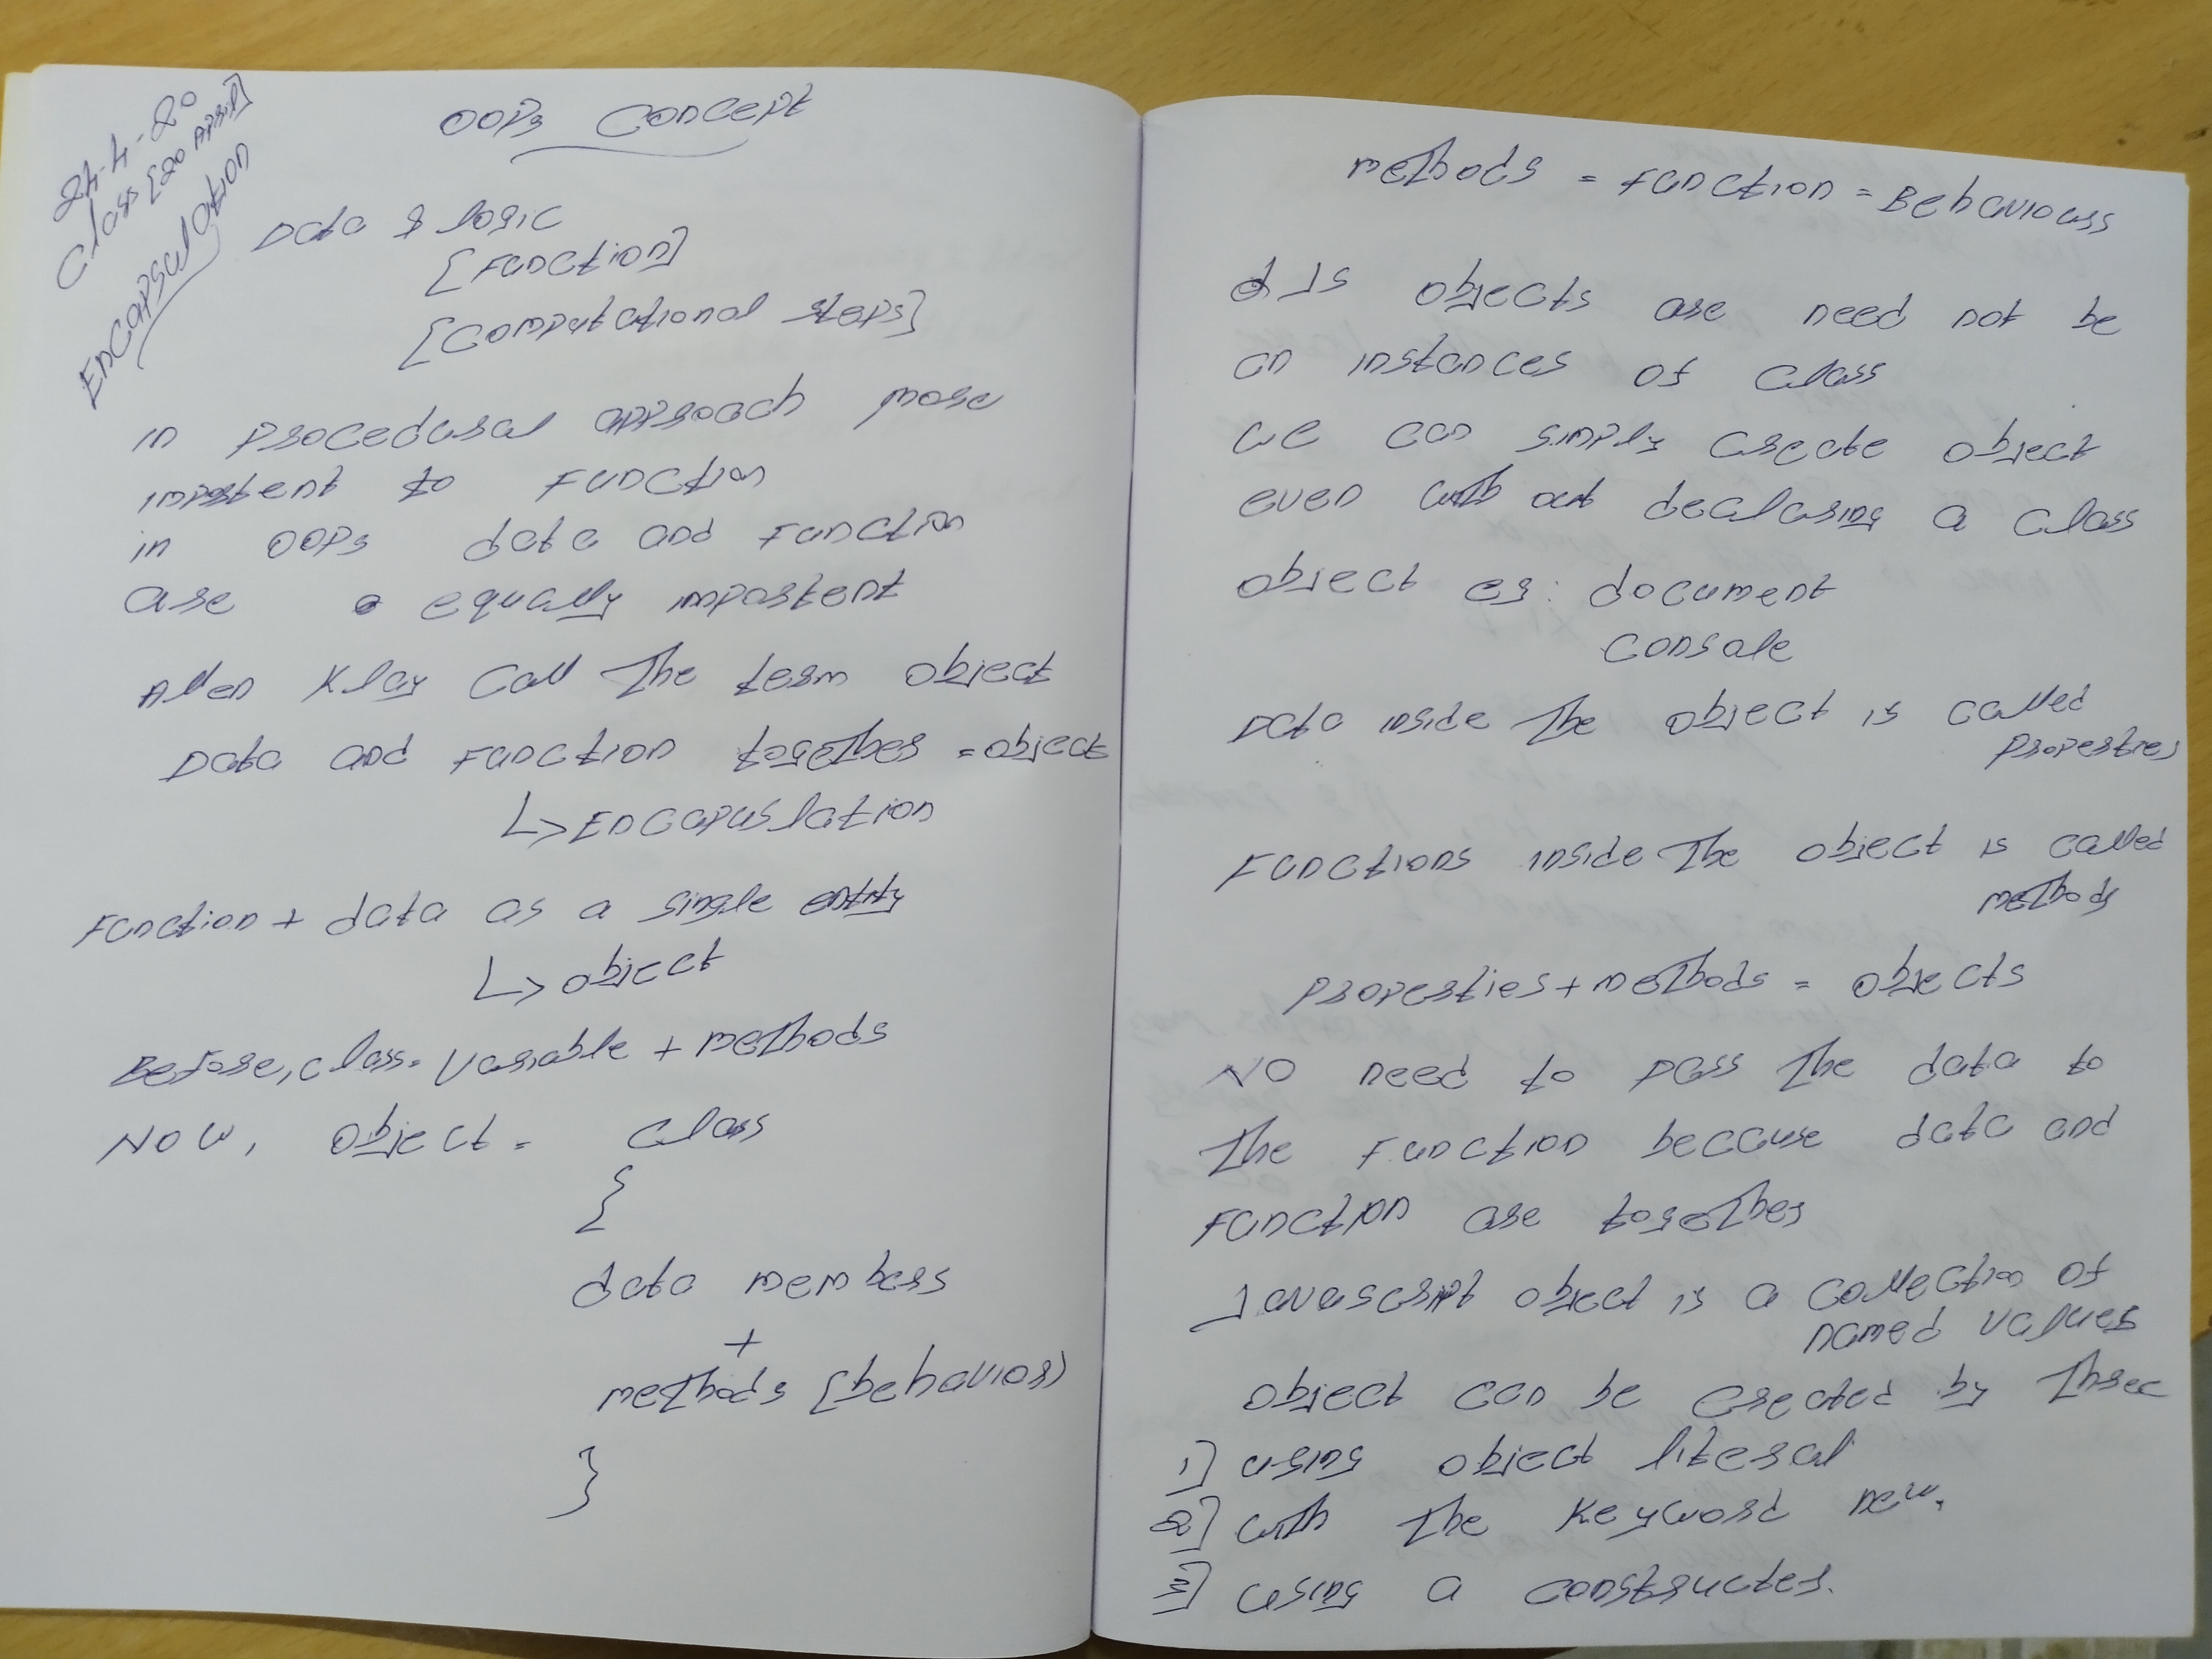 24-4-20
Class [20 April]
Encapsulation
OOPs Concept
Data & logic
[Function]
[Computational steps]
in procedural approach more
importent to Function
in OOPs data and Function
are equally importent
Allen Klay Call The term object
Data and Function together = object
↳ Encapuslation
Function + data as a single entity
↳ object
Before, class = Variable + methods
Now, object = Class
{
data members
+
methods [behavior)
}
methods = Function = Behaviours
JS objects are need not be
an instances of Class
we can simply create object
even with out declaring a class
object eg: document
Console
Data inside The object is called
properties
Functions inside The object is called
methods
Properties + methods = objects
NO need to pass The data to
The Function because data and
Function are together
Javascript object is a collection of
named values
object can be created by Three
1] using object literal
2] with the keyword new.
3] using a constructer.